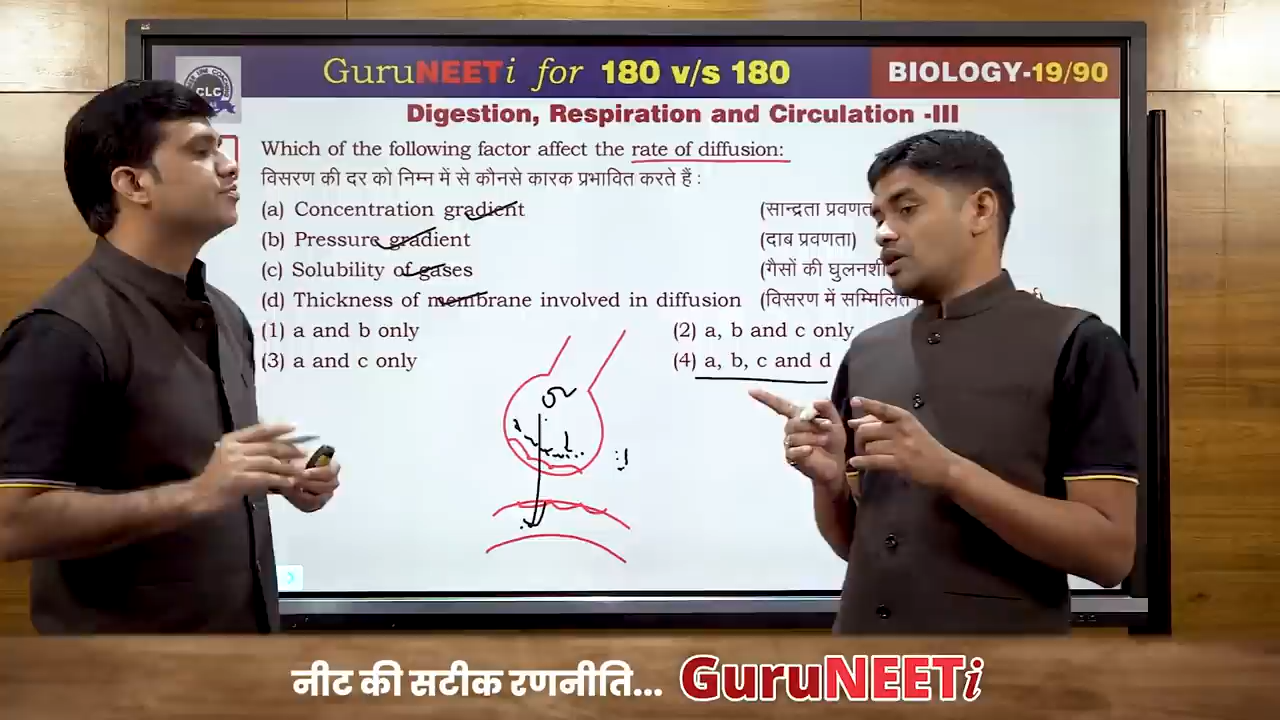 GuruNEETi for 180 v/s 180
BIOLOGY-19/90
CLC
Digestion, Respiration and Circulation -III
Which of the following factor affect the rate of diffusion:
विसरण की दर को निम्न में से कौनसे कारक प्रभावित करते हैं :
(a) Concentration gradient (सान्द्रता प्रवणत
(b) Pressure gradient (दाब प्रवणता)
(c) Solubility of gases (गैसों की घुलनशी
(d) Thickness of membrane involved in diffusion (विसरण में सम्मिलित
(1) a and b only (2) a, b and c only
(3) a and c only (4) a, b, c and d
नीट की सटीक रणनीति... GuruNEETi